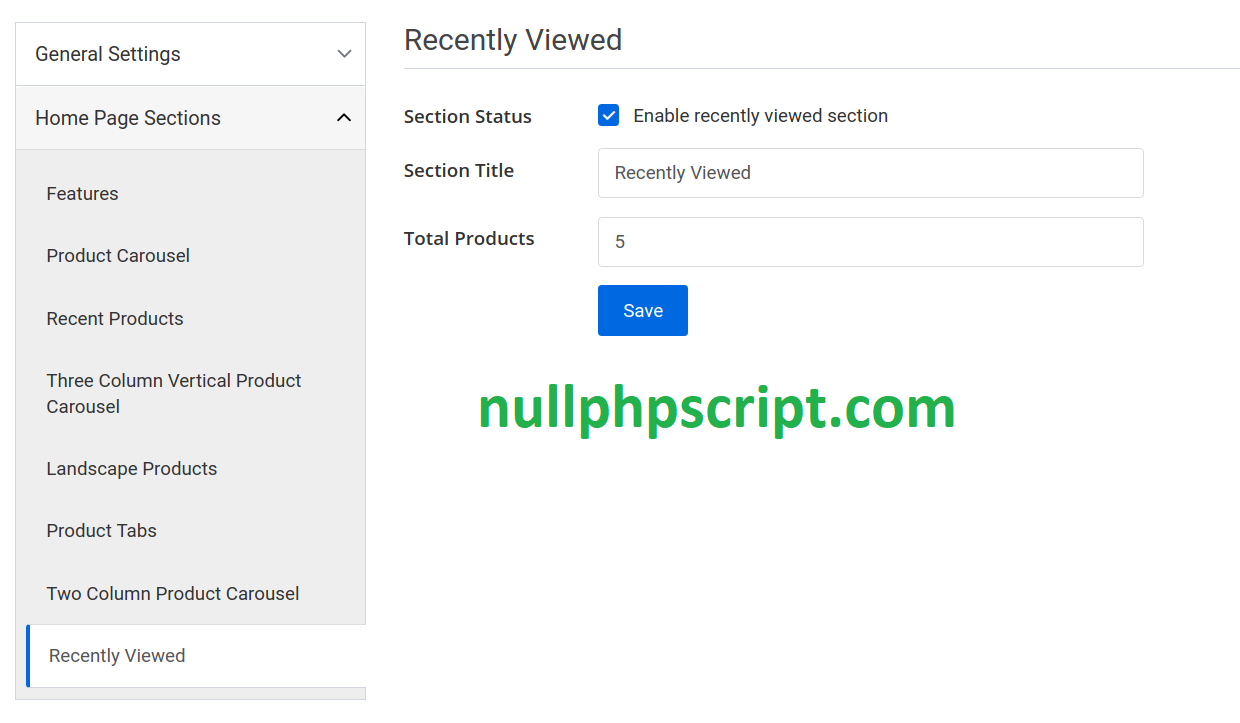 General Settings
Home Page Sections
Features
Product Carousel
Recent Products
Three Column Vertical Product
Carousel
Landscape Products
Product Tabs
Two Column Product Carousel
Recently Viewed
Recently Viewed
Section Status
Enable recently viewed section
Section Title
Recently Viewed
Total Products
5
Save
nullphpscript.com